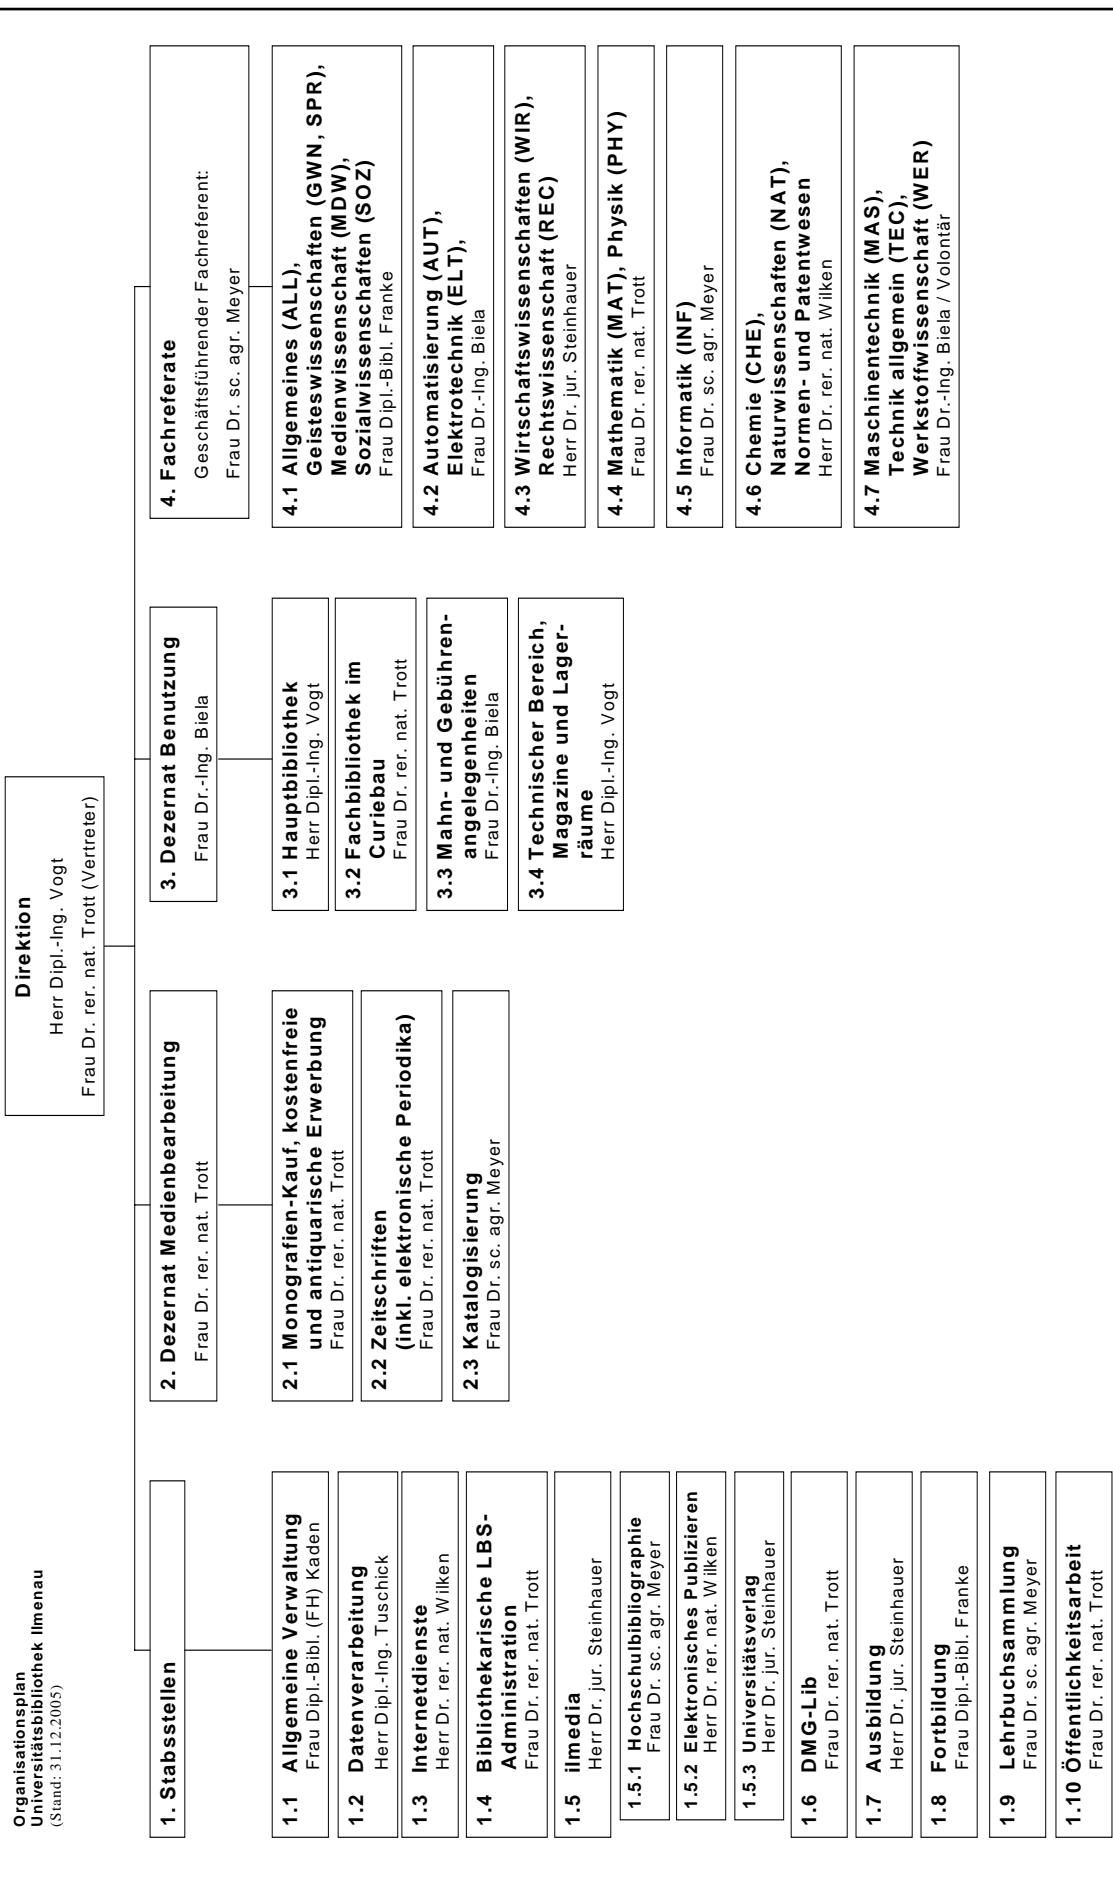 Organisationsplan
Universitätsbibliothek Ilmenau
(Stand: 31.12.2005)
Direktion
Herr Dipl.-Ing. Vogt
Frau Dr. rer. nat. Trott (Vertreter)
1. Stabsstellen
1.1 Allgemeine Verwaltung
Frau Dipl.-Bibl. (FH) Kaden
1.2 Datenverarbeitung
Herr Dipl.-Ing. Tuschick
1.3 Internetdienste
Herr Dr. rer. nat. Wilken
1.4 Bibliothekarische LBS-
Administration
Frau Dr. rer. nat. Trott
1.5 ilmedia
Herr Dr. jur. Steinhauer
1.5.1 Hochschulbibliographie
Frau Dr. sc. agr. Meyer
1.5.2 Elektronisches Publizieren
Herr Dr. rer. nat. Wilken
1.5.3 Universitätsverlag
Herr Dr. jur. Steinhauer
1.6 DMG-Lib
Frau Dr. rer. nat. Trott
1.7 Ausbildung
Herr Dr. jur. Steinhauer
1.8 Fortbildung
Frau Dipl.-Bibl. Franke
1.9 Lehrbuchsammlung
Frau Dr. sc. agr. Meyer
1.10 Öffentlichkeitsarbeit
Frau Dr. rer. nat. Trott
2. Dezernat Medienbearbeitung
Frau Dr. rer. nat. Trott
2.1 Monografien-Kauf, kostenfreie
und antiquarische Erwerbung
Frau Dr. rer. nat. Trott
2.2 Zeitschriften
(inkl. elektronische Periodika)
Frau Dr. rer. nat. Trott
2.3 Katalogisierung
Frau Dr. sc. agr. Meyer
3. Dezernat Benutzung
Frau Dr.-Ing. Biela
3.1 Hauptbibliothek
Herr Dipl.-Ing. Vogt
3.2 Fachbibliothek im
Curiebau
Frau Dr. rer. nat. Trott
3.3 Mahn- und Gebühren-
angelegenheiten
Frau Dr.-Ing. Biela
3.4 Technischer Bereich,
Magazine und Lager-
räume
Herr Dipl.-Ing. Vogt
4. Fachreferate
Geschäftsführender Fachreferent:
Frau Dr. sc. agr. Meyer
4.1 Allgemeines (ALL),
Geisteswissenschaften (GWN, SPR),
Medienwissenschaft (MDW),
Sozialwissenschaften (SOZ)
Frau Dipl.-Bibl. Franke
4.2 Automatisierung (AUT),
Elektrotechnik (ELT),
Frau Dr.-Ing. Biela
4.3 Wirtschaftswissenschaften (WIR),
Rechtswissenschaft (REC)
Herr Dr. jur. Steinhauer
4.4 Mathematik (MAT), Physik (PHY)
Frau Dr. rer. nat. Trott
4.5 Informatik (INF)
Frau Dr. sc. agr. Meyer
4.6 Chemie (CHE),
Naturwissenschaften (NAT),
Normen- und Patentwesen
Herr Dr. rer. nat. Wilken
4.7 Maschinentechnik (MAS),
Technik allgemein (TEC),
Werkstoffwissenschaft (WER)
Frau Dr.-Ing. Biela / Volontär